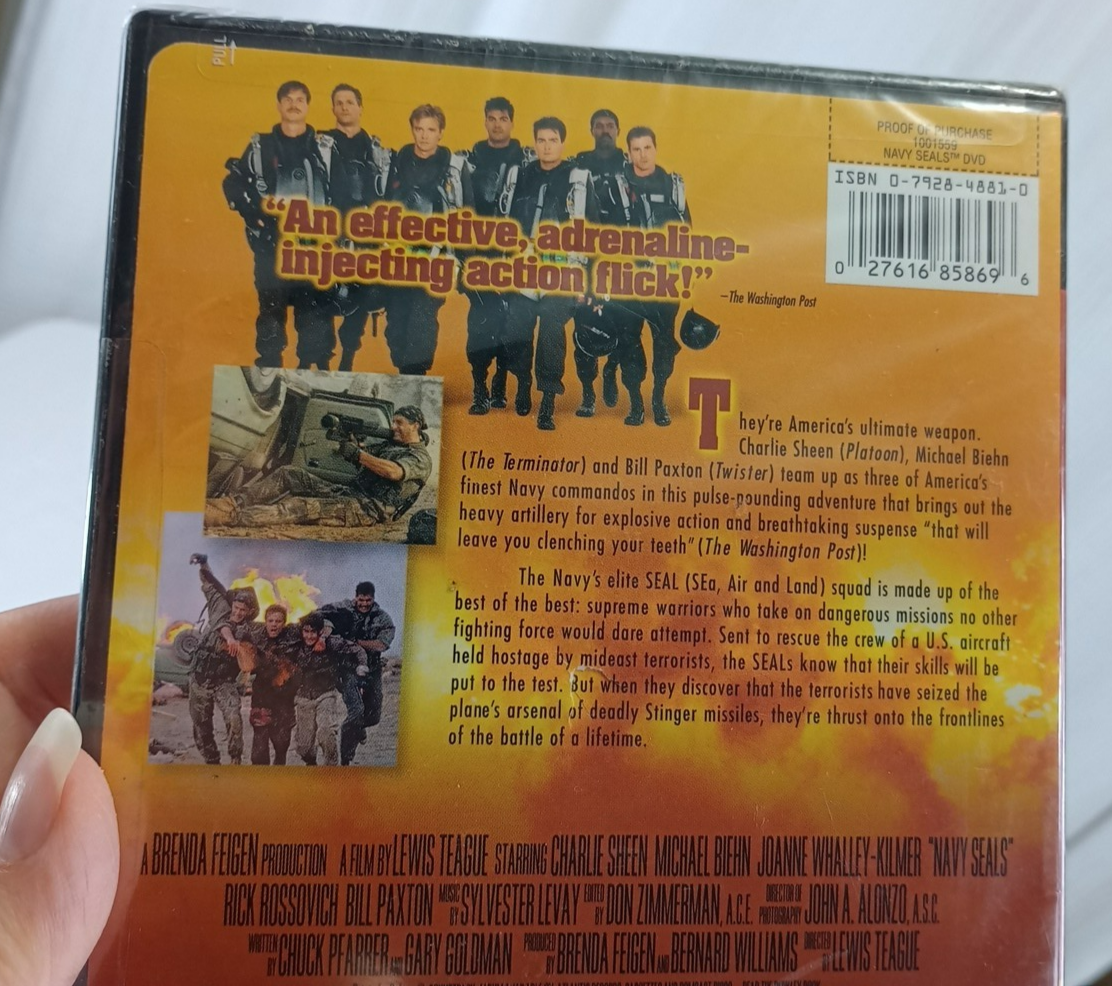 PULL
PROOF OF PURCHASE
1001559
NAVY SEALS™ DVD
ISBN 0-7928-4881-0
0 27616 85869 6
“An effective, adrenaline-
injecting action flick!”
–The Washington Post
They're America's ultimate weapon.
Charlie Sheen (Platoon), Michael Biehn
(The Terminator) and Bill Paxton (Twister) team up as three of America's
finest Navy commandos in this pulse-pounding adventure that brings out the
heavy artillery for explosive action and breathtaking suspense “that will
leave you clenching your teeth” (The Washington Post)!
The Navy's elite SEAL (SEa, Air and Land) squad is made up of the
best of the best: supreme warriors who take on dangerous missions no other
fighting force would dare attempt. Sent to rescue the crew of a U.S. aircraft
held hostage by mideast terrorists, the SEALs know that their skills will be
put to the test. But when they discover that the terrorists have seized the
plane's arsenal of deadly Stinger missiles, they're thrust onto the frontlines
of the battle of a lifetime.
A BRENDA FEIGEN PRODUCTION A FILM BY LEWIS TEAGUE STARRING CHARLIE SHEEN MICHAEL BIEHN JOANNE WHALLEY-KILMER “NAVY SEALS”
RICK ROSSOVICH BILL PAXTON MUSIC BY SYLVESTER LEVAY EDITED BY DON ZIMMERMAN, A.C.E. DIRECTOR OF PHOTOGRAPHY JOHN A. ALONZO, A.S.C.
WRITTEN BY CHUCK PFARRER AND GARY GOLDMAN PRODUCED BY BRENDA FEIGEN AND BERNARD WILLIAMS DIRECTED BY LEWIS TEAGUE